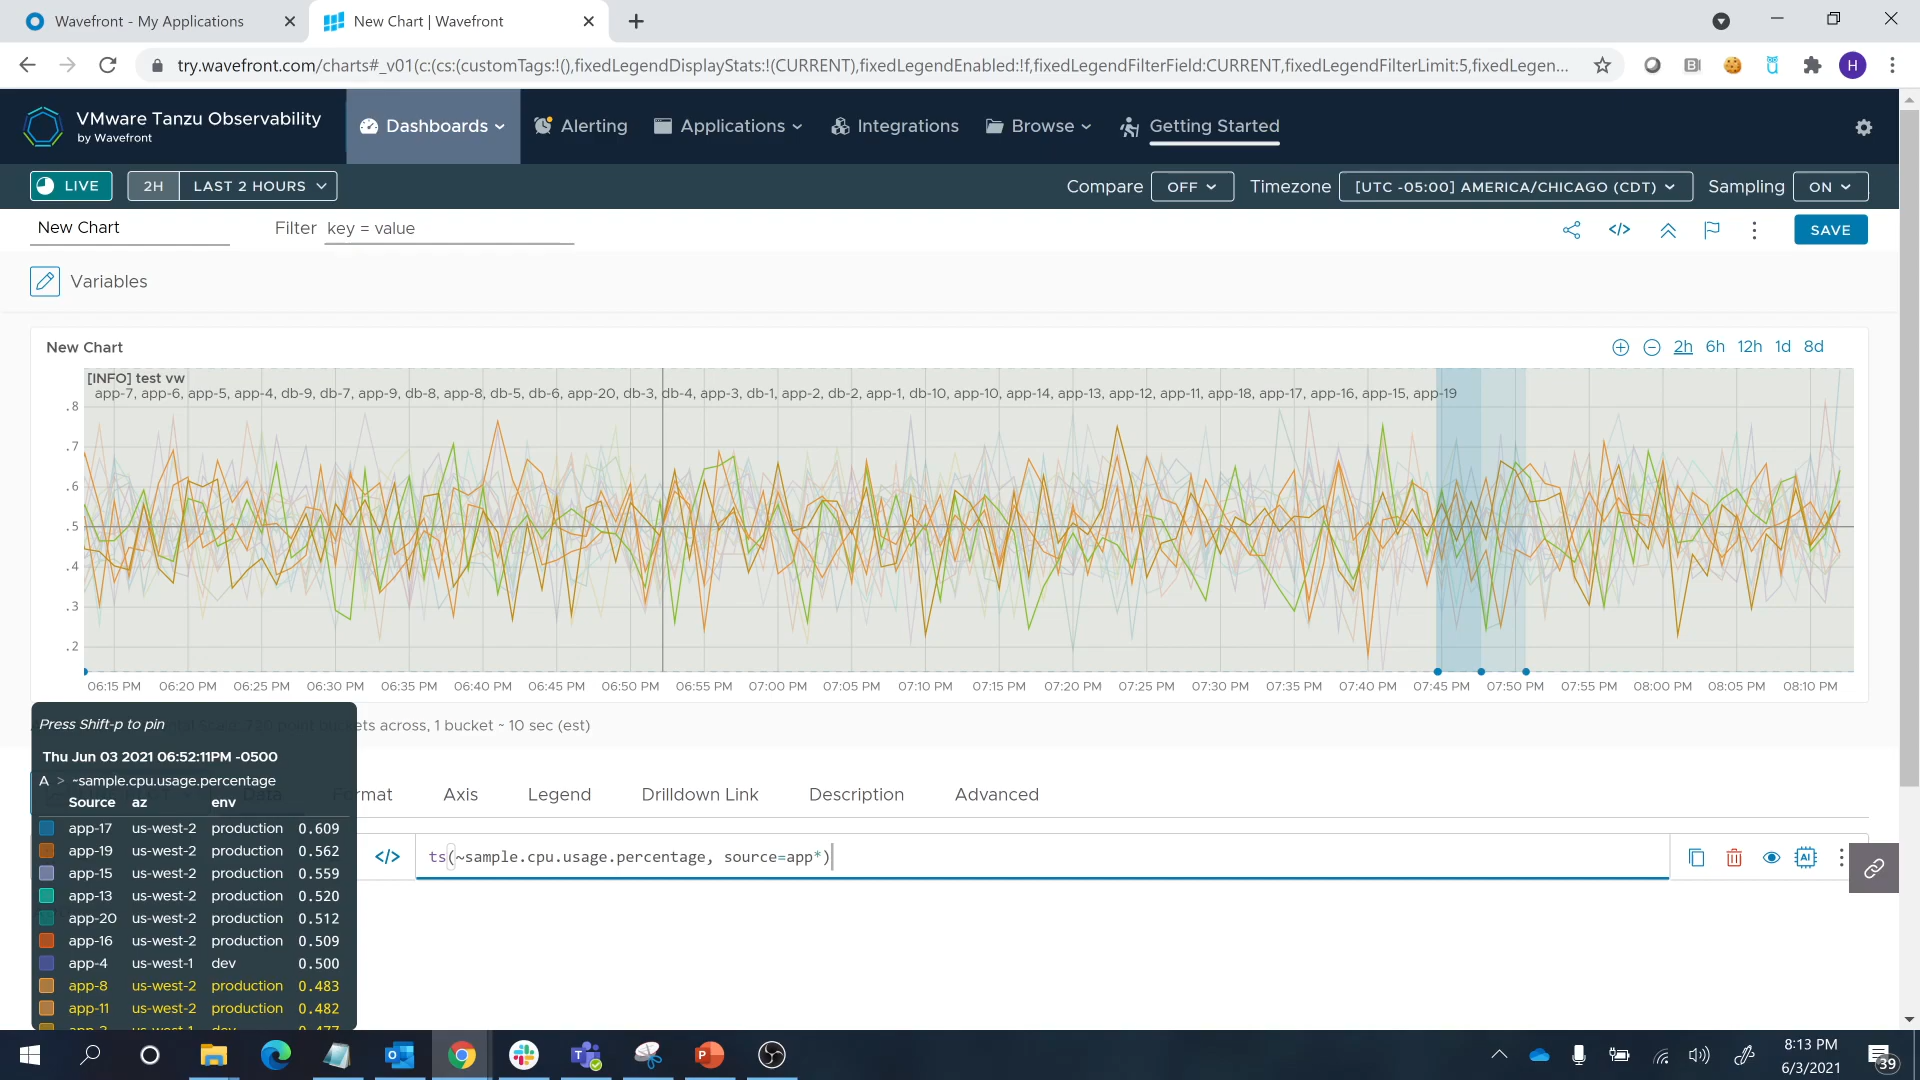 Wavefront - My Applications
New Chart | Wavefront
try.wavefront.com/charts#_v01(c:(cs:(customTags:!(),fixedLegendDisplayStats:!(CURRENT),fixedLegendEnabled:!f,fixedLegendFilterField:CURRENT,fixedLegendFilterLimit:5,fixedLegen...
H
VMware Tanzu Observability
by Wavefront
Dashboards
Alerting
Applications
Integrations
Browse
Getting Started
LIVE
2H
LAST 2 HOURS
Compare
OFF
Timezone
[UTC -05:00] AMERICA/CHICAGO (CDT)
Sampling
ON
New Chart
Filter
key = value
SAVE
Variables
New Chart
2h 6h 12h 1d 8d
[INFO] test vw
app-7, app-6, app-5, app-4, db-9, db-7, app-9, db-8, app-8, db-5, db-6, app-20, db-3, db-4, app-3, db-1, app-2, db-2, app-1, db-10, app-10, app-14, app-13, app-12, app-11, app-18, app-17, app-16, app-15, app-19
.8
.7
.6
.5
.4
.3
.2
06:15 PM 06:20 PM 06:25 PM 06:30 PM 06:35 PM 06:40 PM 06:45 PM 06:50 PM 06:55 PM 07:00 PM 07:05 PM 07:10 PM 07:15 PM 07:20 PM 07:25 PM 07:30 PM 07:35 PM 07:40 PM 07:45 PM 07:50 PM 07:55 PM 08:00 PM 08:05 PM 08:10 PM
Press Shift-p to pin
ets across, 1 bucket ~ 10 sec (est)
Thu Jun 03 2021 06:52:11PM -0500
A > ~sample.cpu.usage.percentage
Source az env
app-17 us-west-2 production 0.609
app-19 us-west-2 production 0.562
app-15 us-west-2 production 0.559
app-13 us-west-2 production 0.520
app-20 us-west-2 production 0.512
app-16 us-west-2 production 0.509
app-4 us-west-1 dev 0.500
app-8 us-west-2 production 0.483
app-11 us-west-2 production 0.482
Data
Format
Axis
Legend
Drilldown Link
Description
Advanced
</>
ts(~sample.cpu.usage.percentage, source=app*)
AI
8:13 PM
6/3/2021
39